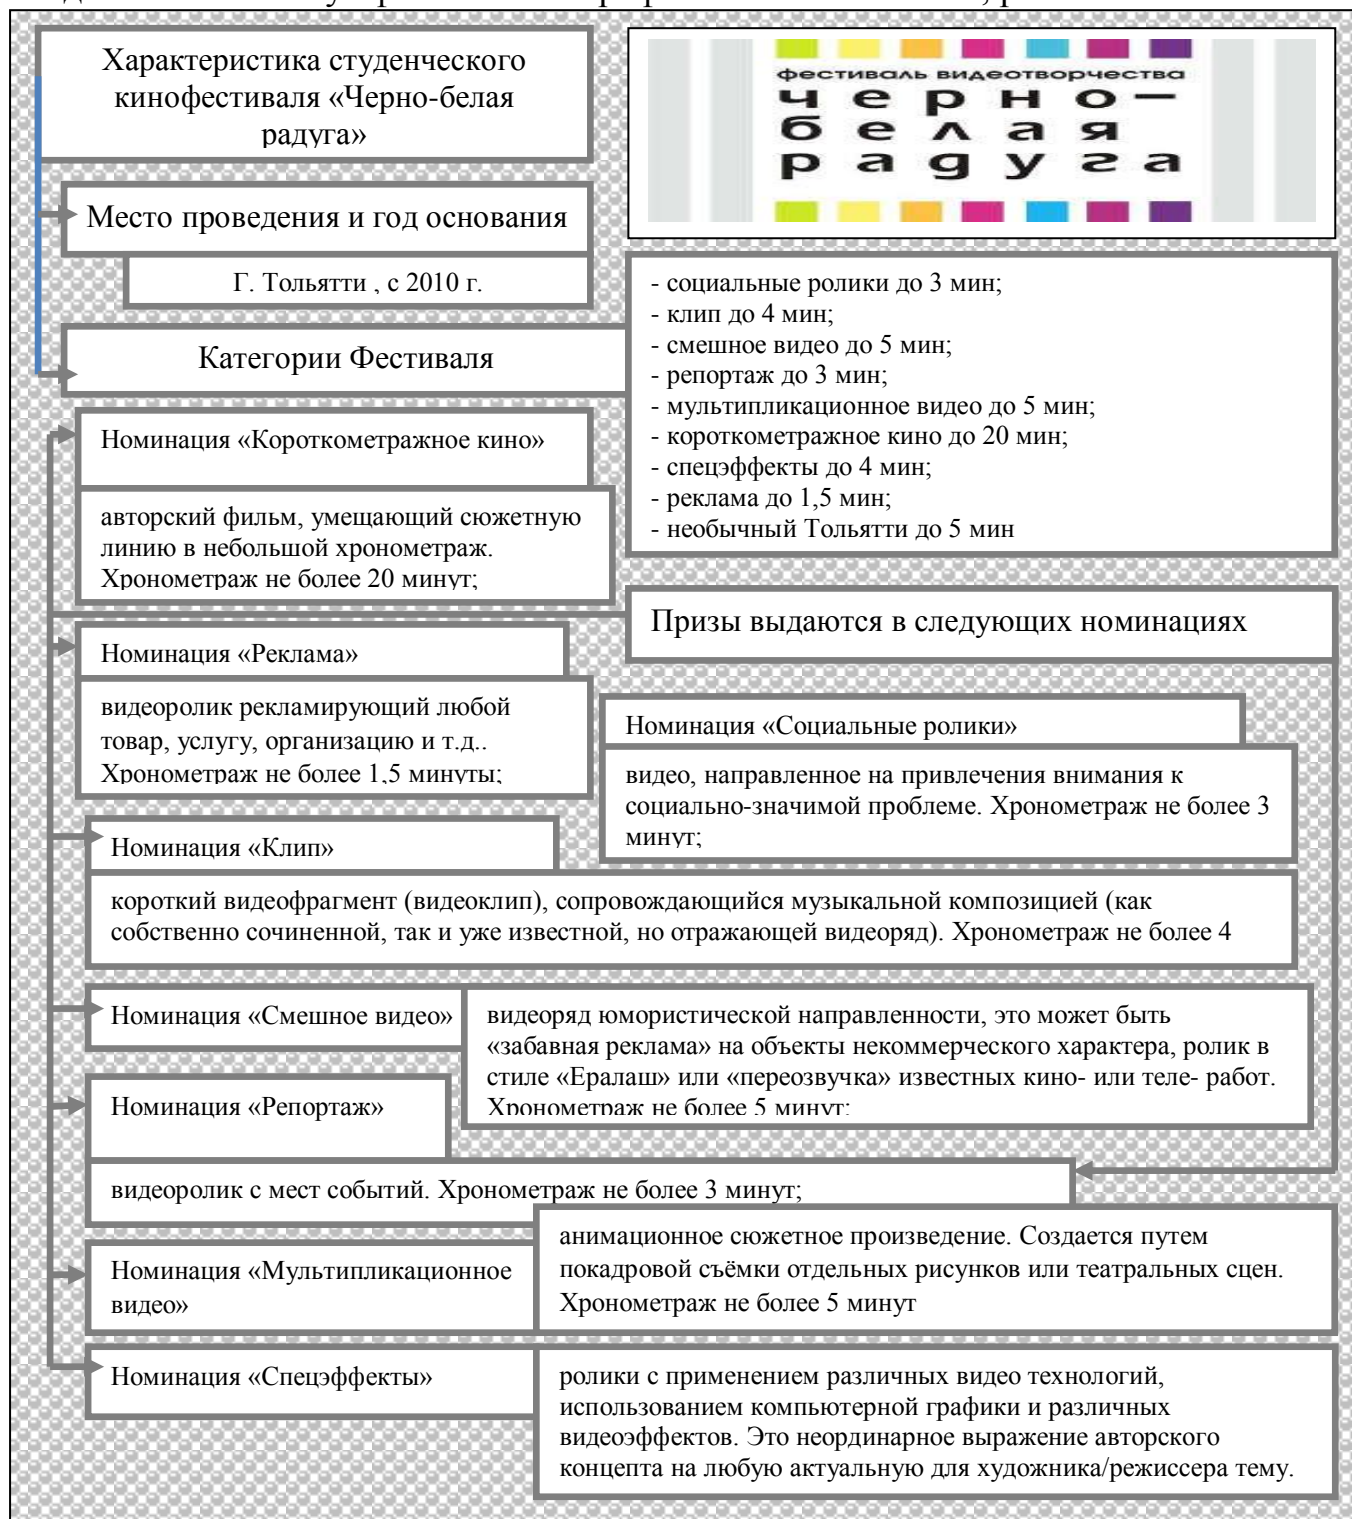 Характеристика студенческого
кинофестиваля «Черно-белая
радуга»
фестиваль видеотворчества
черно-
белая
радуга
Место проведения и год основания
Г. Тольятти , с 2010 г.
Категории Фестиваля
- социальные ролики до 3 мин;
- клип до 4 мин;
- смешное видео до 5 мин;
- репортаж до 3 мин;
- мультипликационное видео до 5 мин;
- короткометражное кино до 20 мин;
- спецэффекты до 4 мин;
- реклама до 1,5 мин;
- необычный Тольятти до 5 мин
Призы выдаются в следующих номинациях
Номинация «Короткометражное кино»
авторский фильм, умещающий сюжетную
линию в небольшой хронометраж.
Хронометраж не более 20 минут;
Номинация «Реклама»
видеоролик рекламирующий любой
товар, услугу, организацию и т.д..
Хронометраж не более 1,5 минуты;
Номинация «Социальные ролики»
видео, направленное на привлечения внимания к
социально-значимой проблеме. Хронометраж не более 3
минут;
Номинация «Клип»
короткий видеофрагмент (видеоклип), сопровождающийся музыкальной композицией (как
собственно сочиненной, так и уже известной, но отражающей видеоряд). Хронометраж не более 4
Номинация «Смешное видео»
видеоряд юмористической направленности, это может быть
«забавная реклама» на объекты некоммерческого характера, ролик в
стиле «Ералаш» или «переозвучка» известных кино- или теле- работ.
Хронометраж не более 5 минут;
Номинация «Репортаж»
видеоролик с мест событий. Хронометраж не более 3 минут;
Номинация «Мультипликационное
видео»
анимационное сюжетное произведение. Создается путем
покадровой съёмки отдельных рисунков или театральных сцен.
Хронометраж не более 5 минут
Номинация «Спецэффекты»
ролики с применением различных видео технологий,
использованием компьютерной графики и различных
видеоэффектов. Это неординарное выражение авторского
концепта на любую актуальную для художника/режиссера тему.